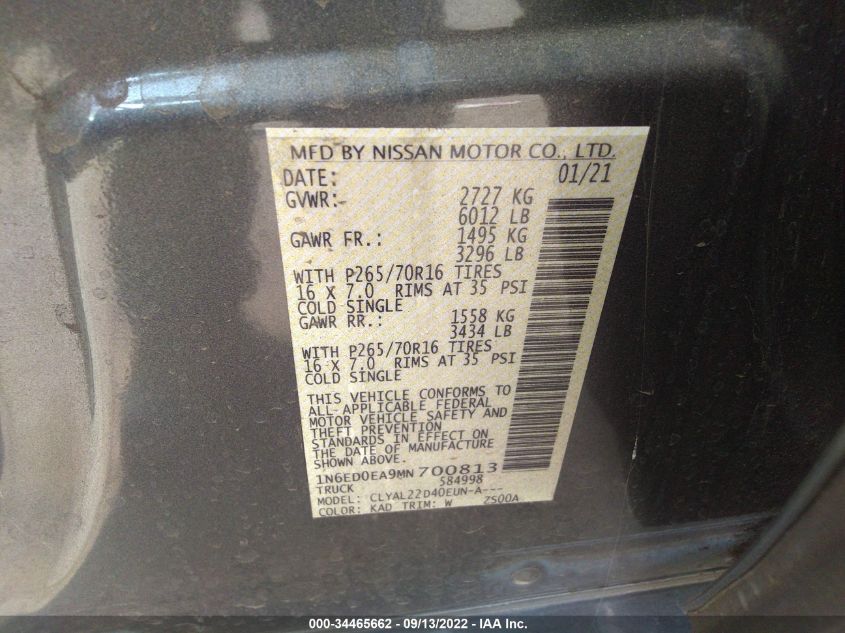 MFD BY NISSAN MOTOR CO., LTD.
DATE: 01/21
GVWR: 2727 KG
6012 LB
GAWR FR.: 1495 KG
3296 LB
WITH P265/70R16 TIRES
16 X 7.0 RIMS AT 35 PSI
COLD SINGLE
GAWR RR.: 1558 KG
3434 LB
WITH P265/70R16 TIRES
16 X 7.0 RIMS AT 35 PSI
COLD SINGLE
THIS VEHICLE CONFORMS TO
ALL-APPLICABLE FEDERAL
MOTOR VEHICLE SAFETY AND
THEFT PREVENTION
STANDARDS IN EFFECT ON
THE DATE OF MANUFACTURE
SHOWN ABOVE.
1N6ED0EA9MN700813
TRUCK 584998
MODEL: CLYAL22D40EUN-A---
COLOR: KAD TRIM: W ZS00A
000-34465662 - 09/13/2022 - IAA Inc.